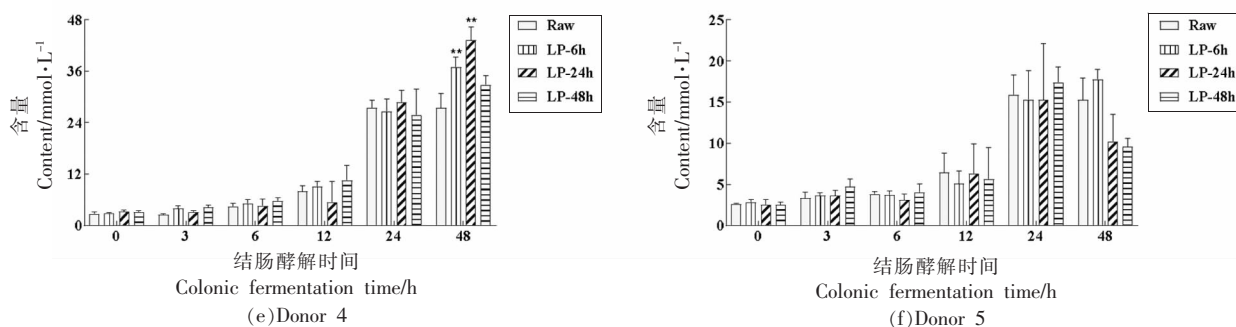 48
36
24
12
0
含量
Content/mmol·L⁻¹
** **
Raw
LP-6h
LP-24h
LP-48h
0 3 6 12 24 48
结肠酵解时间
Colonic fermentation time/h
(e)Donor 4
25
20
15
10
5
0
含量
Content/mmol·L⁻¹
Raw
LP-6h
LP-24h
LP-48h
0 3 6 12 24 48
结肠酵解时间
Colonic fermentation time/h
(f)Donor 5